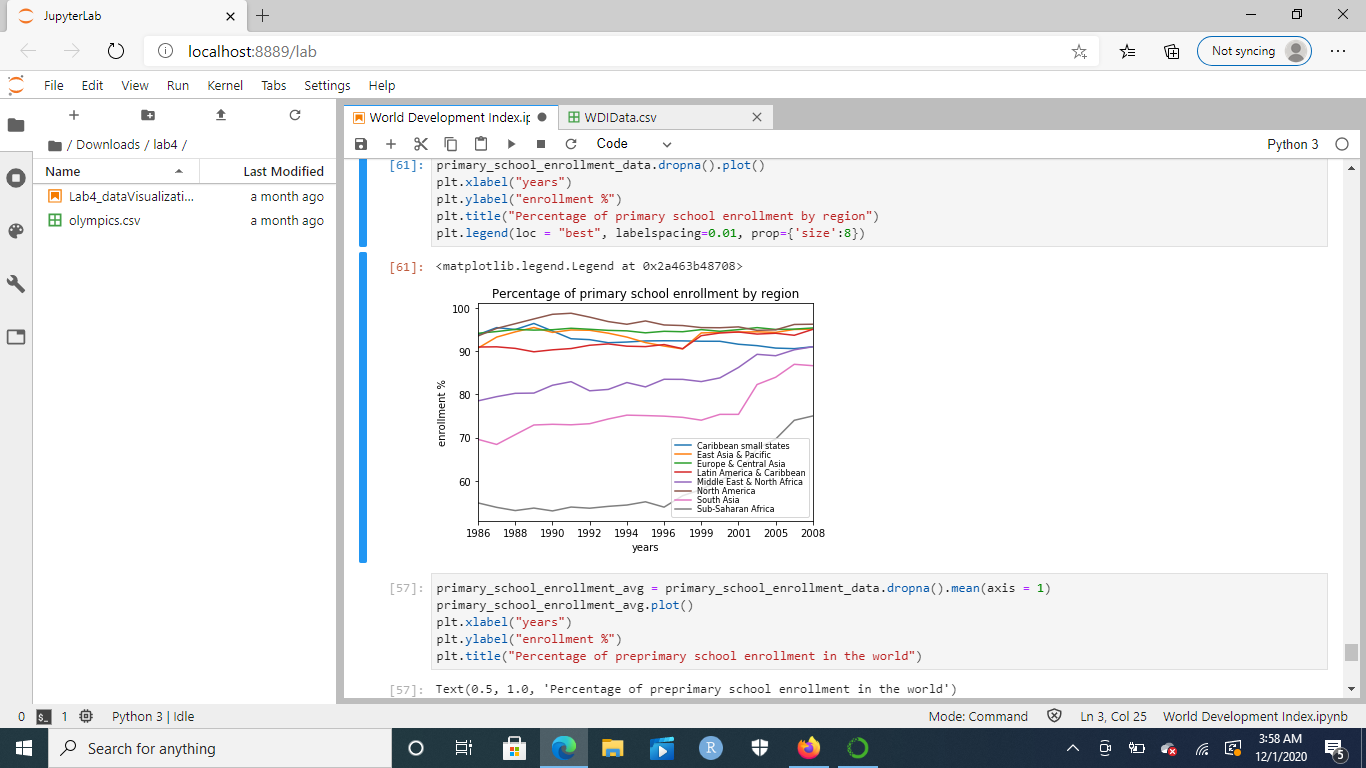 JupyterLab
localhost:8889/lab
Not syncing
File Edit View Run Kernel Tabs Settings Help
/ Downloads / lab4 /
Name Last Modified
Lab4_dataVisualizati... a month ago
olympics.csv a month ago
World Development Index.ip
WDIData.csv
Code
Python 3
[61]: primary_school_enrollment_data.dropna().plot()
plt.xlabel("years")
plt.ylabel("enrollment %")
plt.title("Percentage of primary school enrollment by region")
plt.legend(loc = "best", labelspacing=0.01, prop={'size':8})
[61]: <matplotlib.legend.Legend at 0x2a463b48708>
Percentage of primary school enrollment by region
100
90
80
70
60
enrollment %
Caribbean small states
East Asia & Pacific
Europe & Central Asia
Latin America & Caribbean
Middle East & North Africa
North America
South Asia
Sub-Saharan Africa
1986 1988 1990 1992 1994 1996 1999 2001 2005 2008
years
[57]: primary_school_enrollment_avg = primary_school_enrollment_data.dropna().mean(axis = 1)
primary_school_enrollment_avg.plot()
plt.xlabel("years")
plt.ylabel("enrollment %")
plt.title("Percentage of preprimary school enrollment in the world")
[57]: Text(0.5, 1.0, 'Percentage of preprimary school enrollment in the world')
0 $_ 1 Python 3 | Idle
Mode: Command Ln 3, Col 25 World Development Index.ipynb
Search for anything
R
3:58 AM
12/1/2020
5